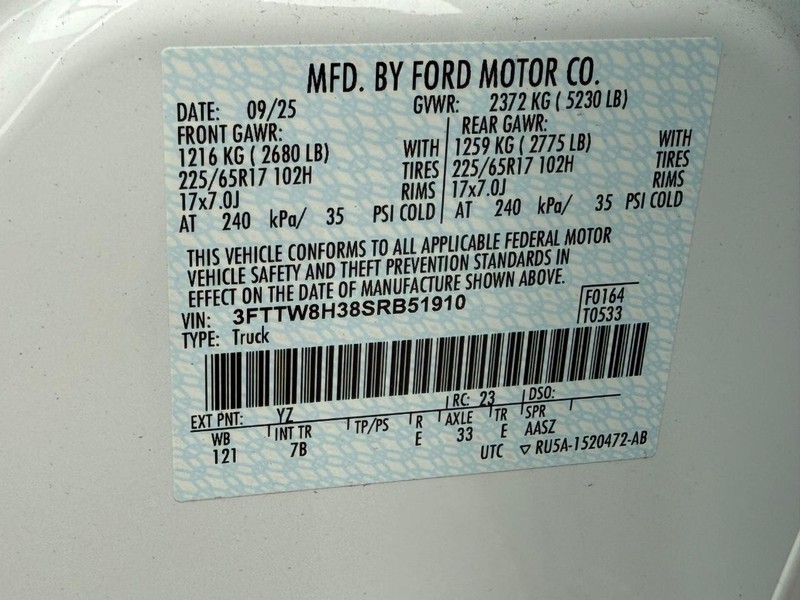 MFD. BY FORD MOTOR CO.
DATE: 09/25 GVWR: 2372 KG ( 5230 LB)
FRONT GAWR: REAR GAWR:
1216 KG ( 2680 LB) WITH 1259 KG ( 2775 LB) WITH
225/65R17 102H TIRES 225/65R17 102H TIRES
17x7.0J RIMS 17x7.0J RIMS
AT 240 kPa/ 35 PSI COLD AT 240 kPa/ 35 PSI COLD
THIS VEHICLE CONFORMS TO ALL APPLICABLE FEDERAL MOTOR
VEHICLE SAFETY AND THEFT PREVENTION STANDARDS IN
EFFECT ON THE DATE OF MANUFACTURE SHOWN ABOVE.
VIN: 3FTTW8H38SRB51910 F0164
TYPE: Truck T0533
EXT PNT: YZ RC: 23 DSO:
WB INT TR TP/PS R AXLE TR SPR
121 7B E 33 E AASZ
UTC ▽ RU5A-1520472-AB